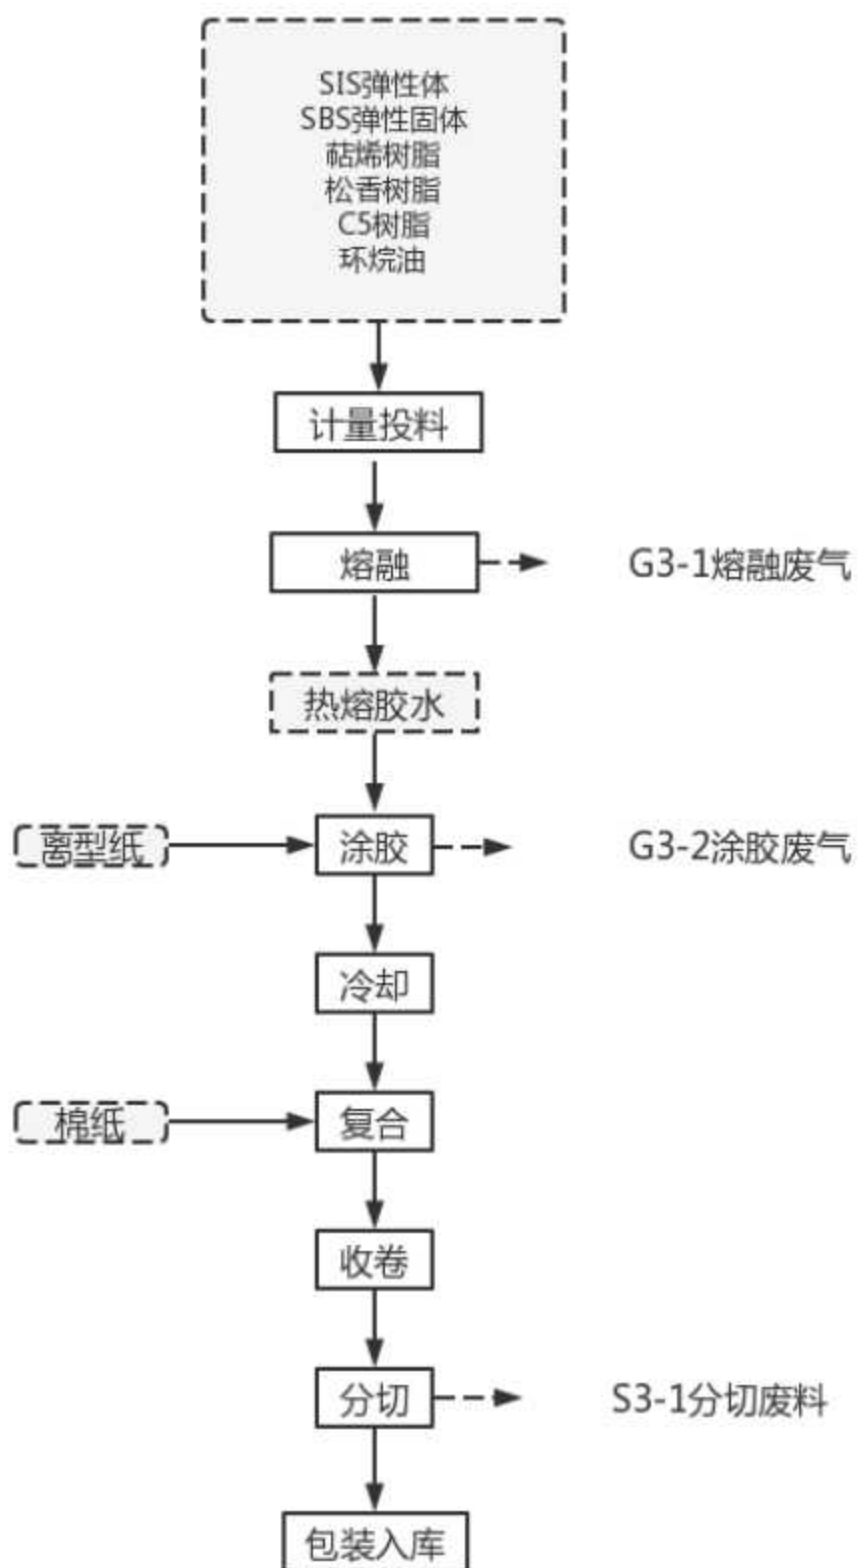 SIS弹性体
SBS弹性固体
萜烯树脂
松香树脂
C5树脂
环烷油
计量投料
熔融
G3-1熔融废气
热熔胶水
离型纸
涂胶
G3-2涂胶废气
冷却
棉纸
复合
收卷
分切
S3-1分切废料
包装入库